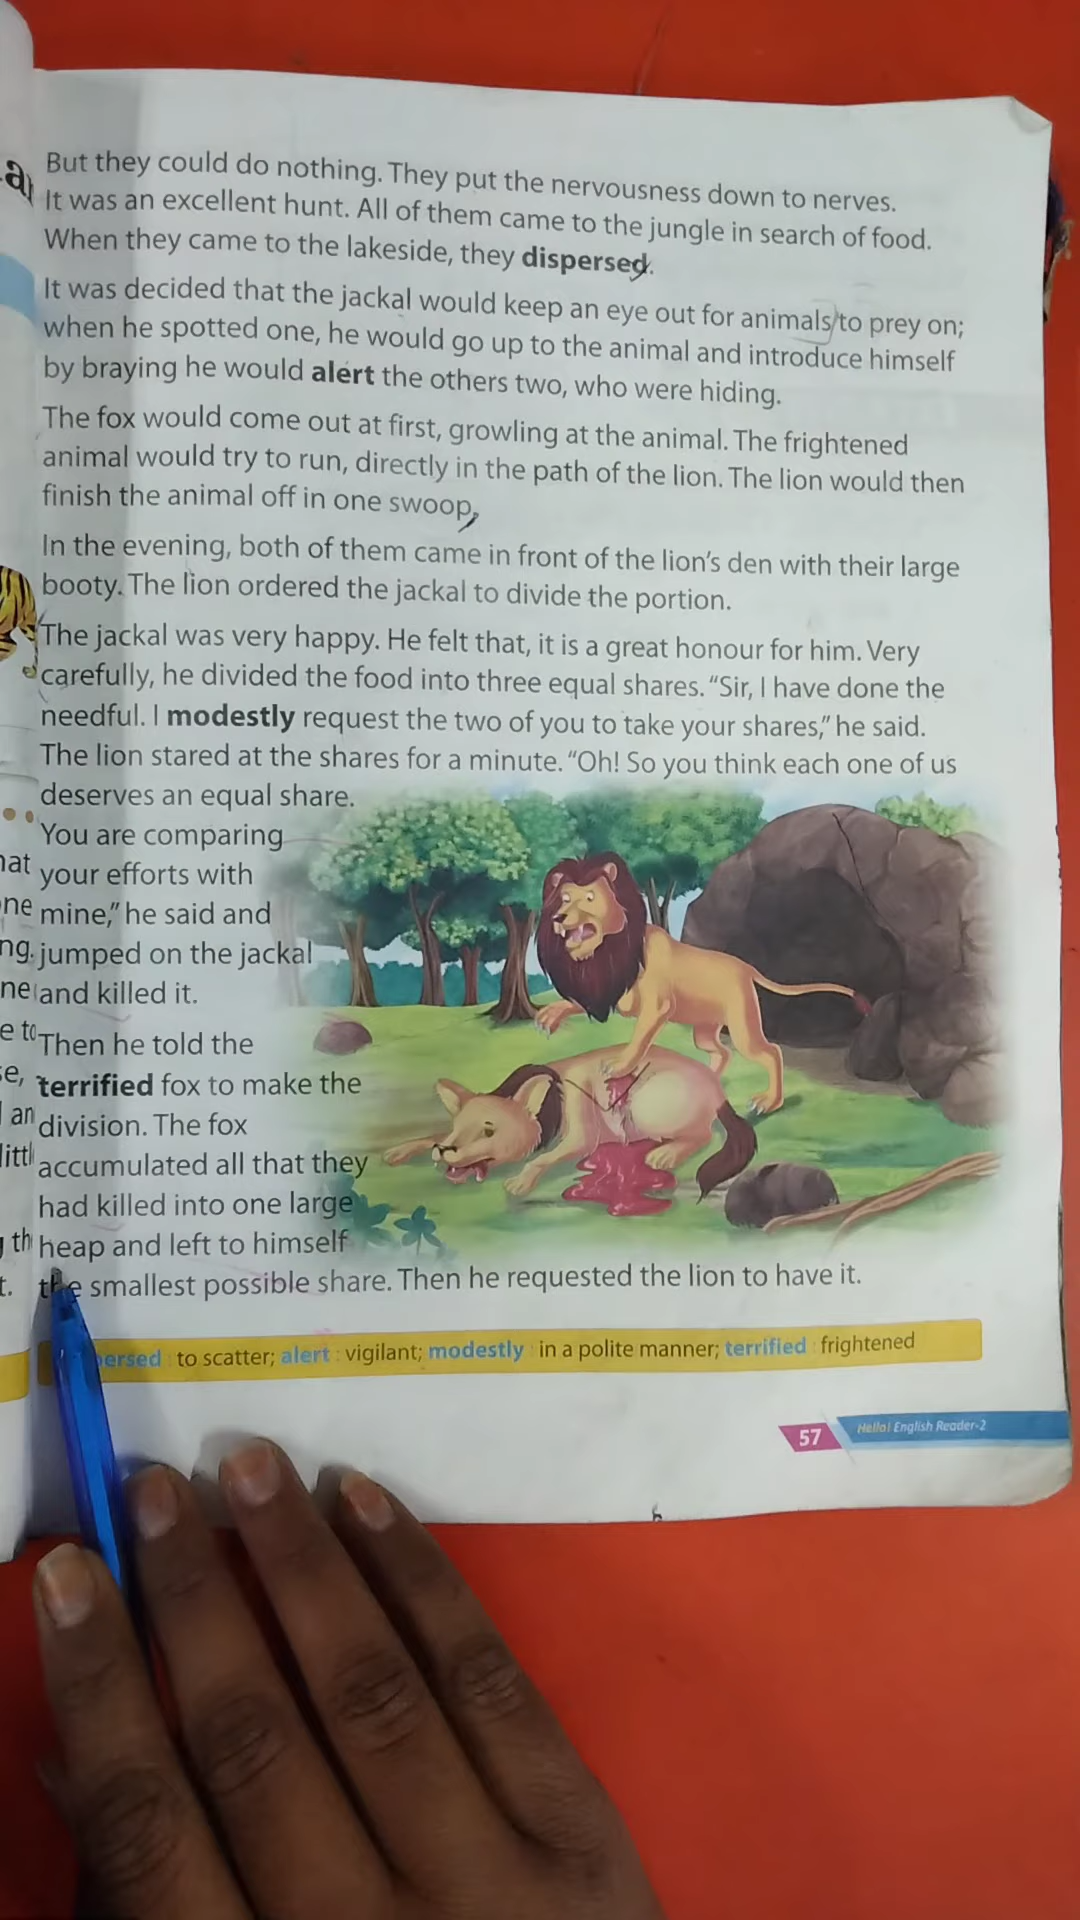 But they could do nothing. They put the nervousness down to nerves.
It was an excellent hunt. All of them came to the jungle in search of food.
When they came to the lakeside, they dispersed.
It was decided that the jackal would keep an eye out for animals to prey on;
when he spotted one, he would go up to the animal and introduce himself
by braying he would alert the others two, who were hiding.
The fox would come out at first, growling at the animal. The frightened
animal would try to run, directly in the path of the lion. The lion would then
finish the animal off in one swoop.
In the evening, both of them came in front of the lion's den with their large
booty. The lion ordered the jackal to divide the portion.
The jackal was very happy. He felt that, it is a great honour for him. Very
carefully, he divided the food into three equal shares. "Sir, I have done the
needful. I modestly request the two of you to take your shares," he said.
The lion stared at the shares for a minute. "Oh! So you think each one of us
deserves an equal share.
You are comparing
your efforts with
mine," he said and
jumped on the jackal
and killed it.
Then he told the
terrified fox to make the
division. The fox
accumulated all that they
had killed into one large
heap and left to himself
the smallest possible share. Then he requested the lion to have it.
ersed : to scatter; alert : vigilant; modestly : in a polite manner; terrified : frightened
57 Hello! English Reader-2